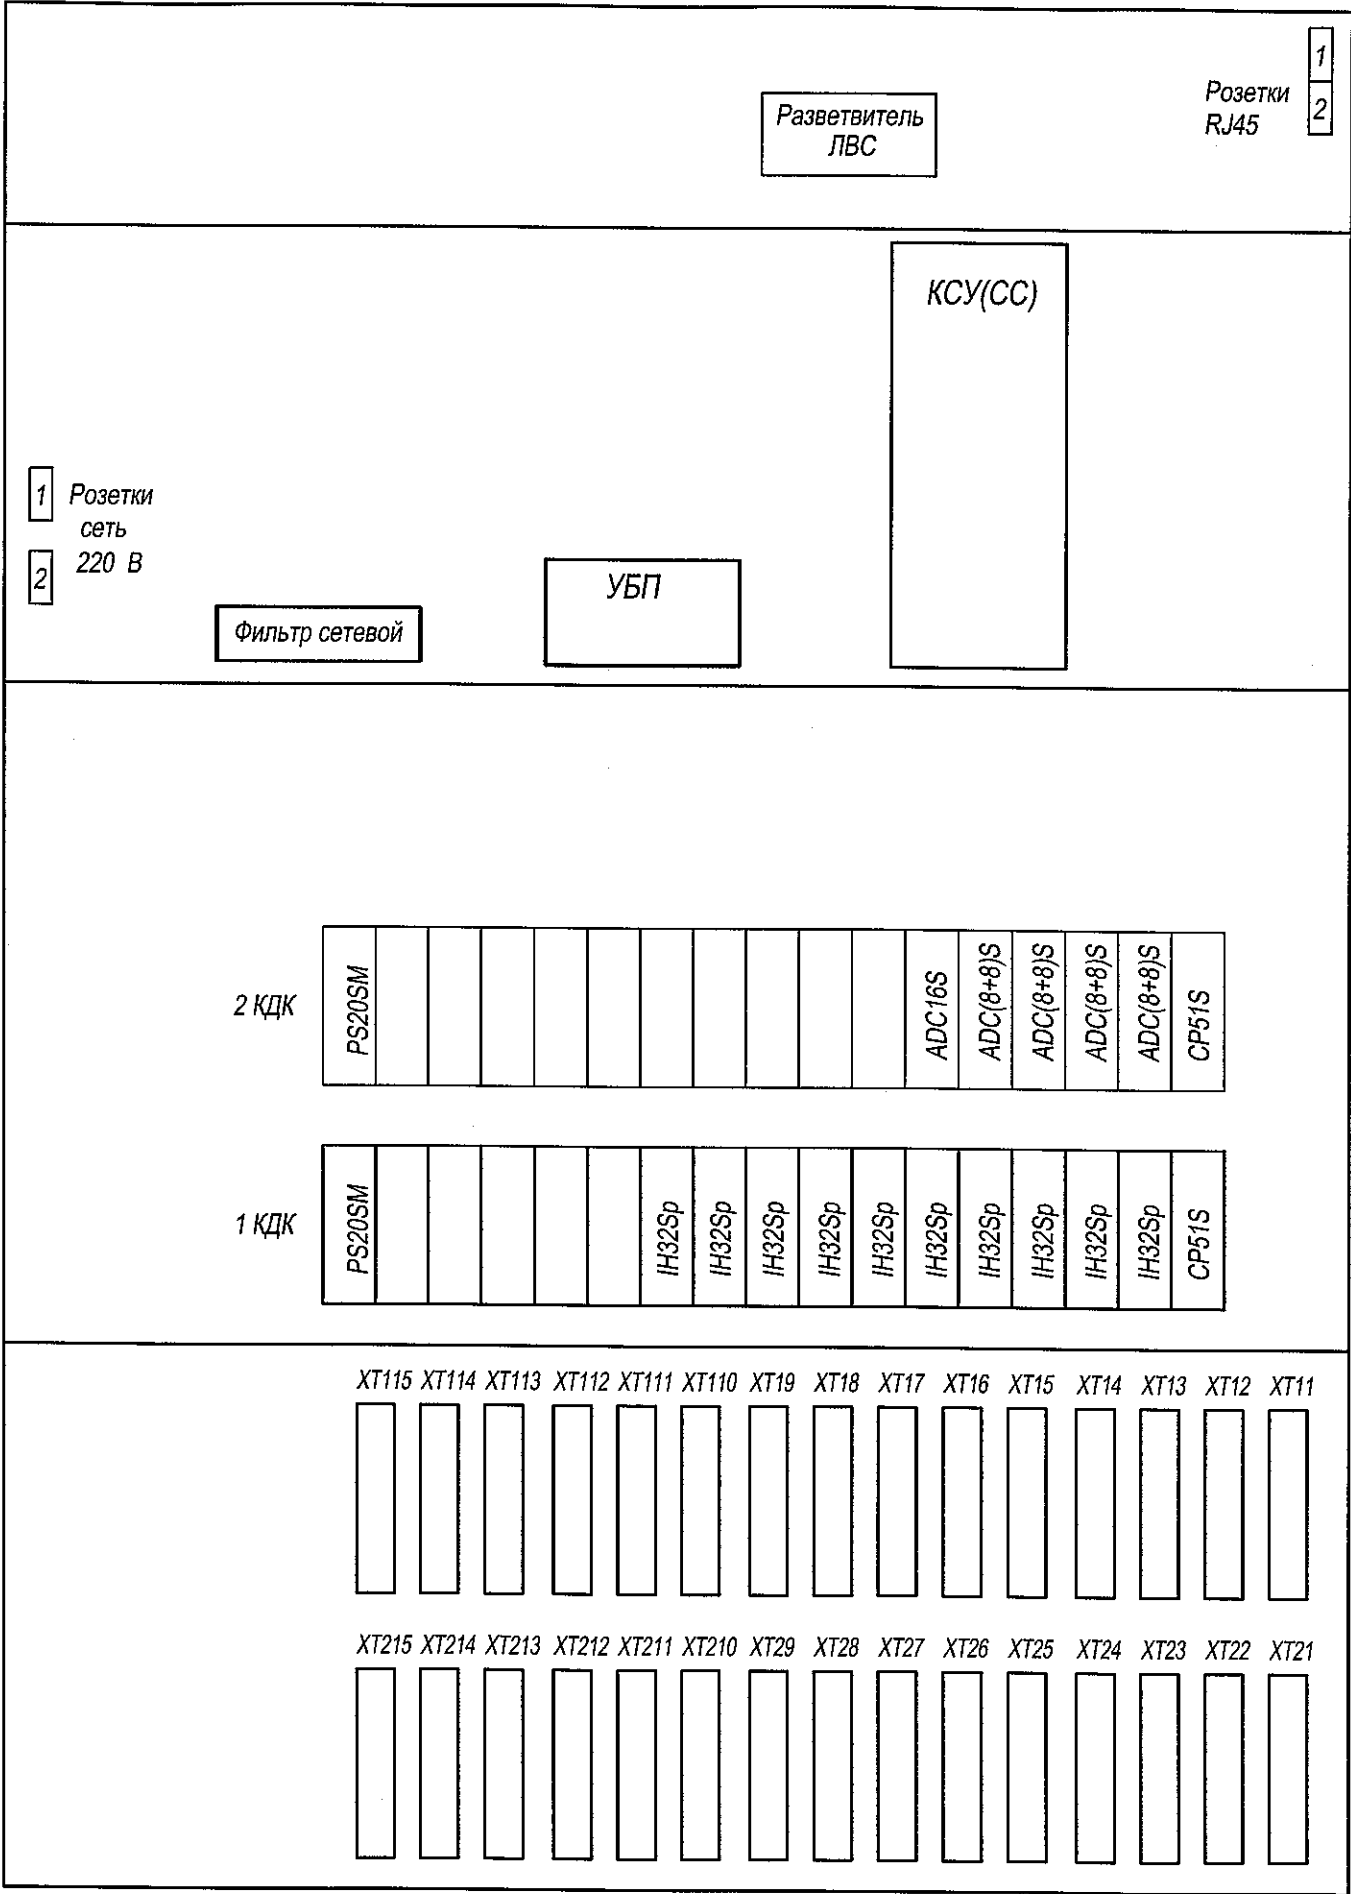 1
Розетки
RJ45
2
Разветвитель
ЛВС
КСУ(СС)
1
Розетки
сеть
220 В
2
УБП
Фильтр сетевой
2 КДК
PS20SM
ADC16S
ADC(8+8)S
ADC(8+8)S
ADC(8+8)S
ADC(8+8)S
CP51S
1 КДК
PS20SM
IH32Sp
IH32Sp
IH32Sp
IH32Sp
IH32Sp
IH32Sp
IH32Sp
IH32Sp
IH32Sp
IH32Sp
CP51S
XT115 XT114 XT113 XT112 XT111 XT110 XT19 XT18 XT17 XT16 XT15 XT14 XT13 XT12 XT11
XT215 XT214 XT213 XT212 XT211 XT210 XT29 XT28 XT27 XT26 XT25 XT24 XT23 XT22 XT21